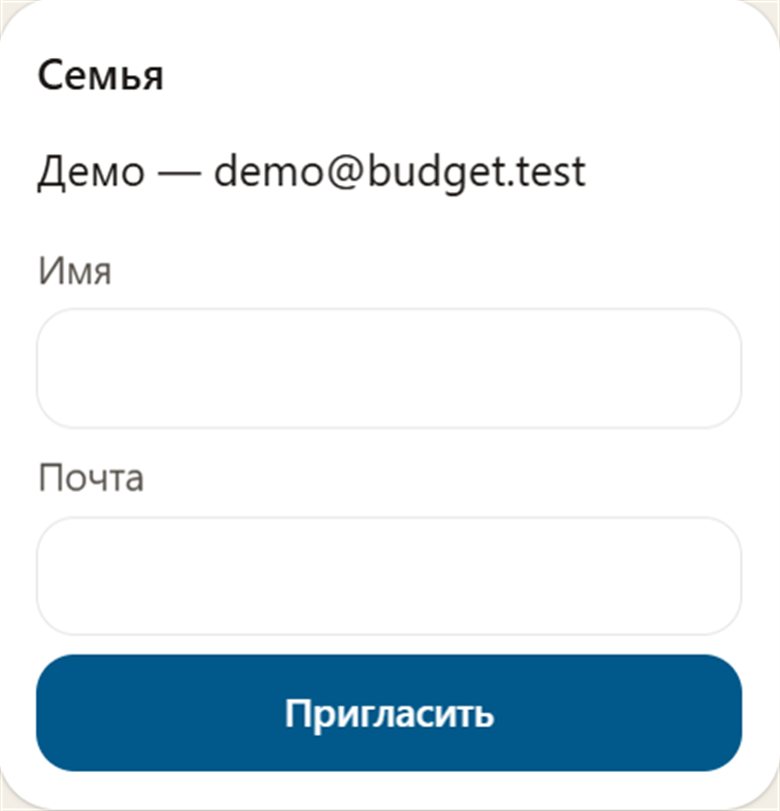 Семья
Демо — demo@budget.test
Имя
Почта
Пригласить